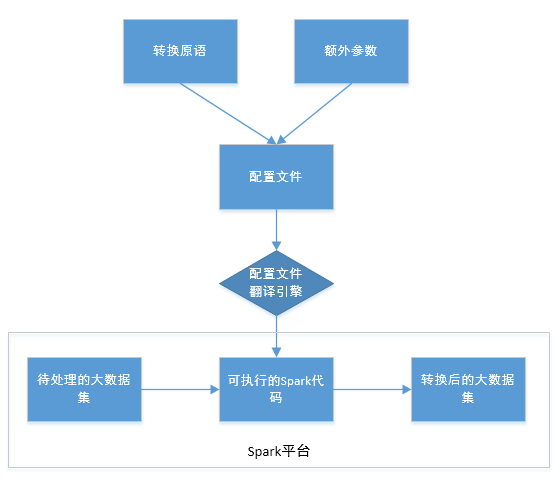 转换原语
额外参数
配置文件
配置文件
翻译引擎
待处理的大数据
集
可执行的Spark代
码
转换后的大数据
集
Spark平台